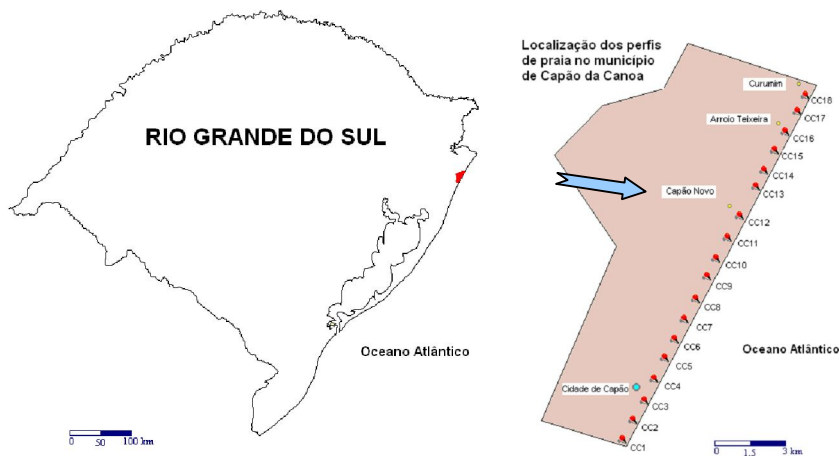 RIO GRANDE DO SUL
Oceano Atlântico
0 50 100 km
Localização dos perfis
de praia no município
de Capão da Canoa
Curumim
CC18
CC17
Arroio Teixeira
CC16
CC15
CC14
CC13
Capão Novo
CC12
CC11
CC10
CC9
CC8
CC7
CC6
Oceano Atlântico
CC5
Cidade de Capão
CC4
CC3
CC2
CC1
0 1.5 3 km